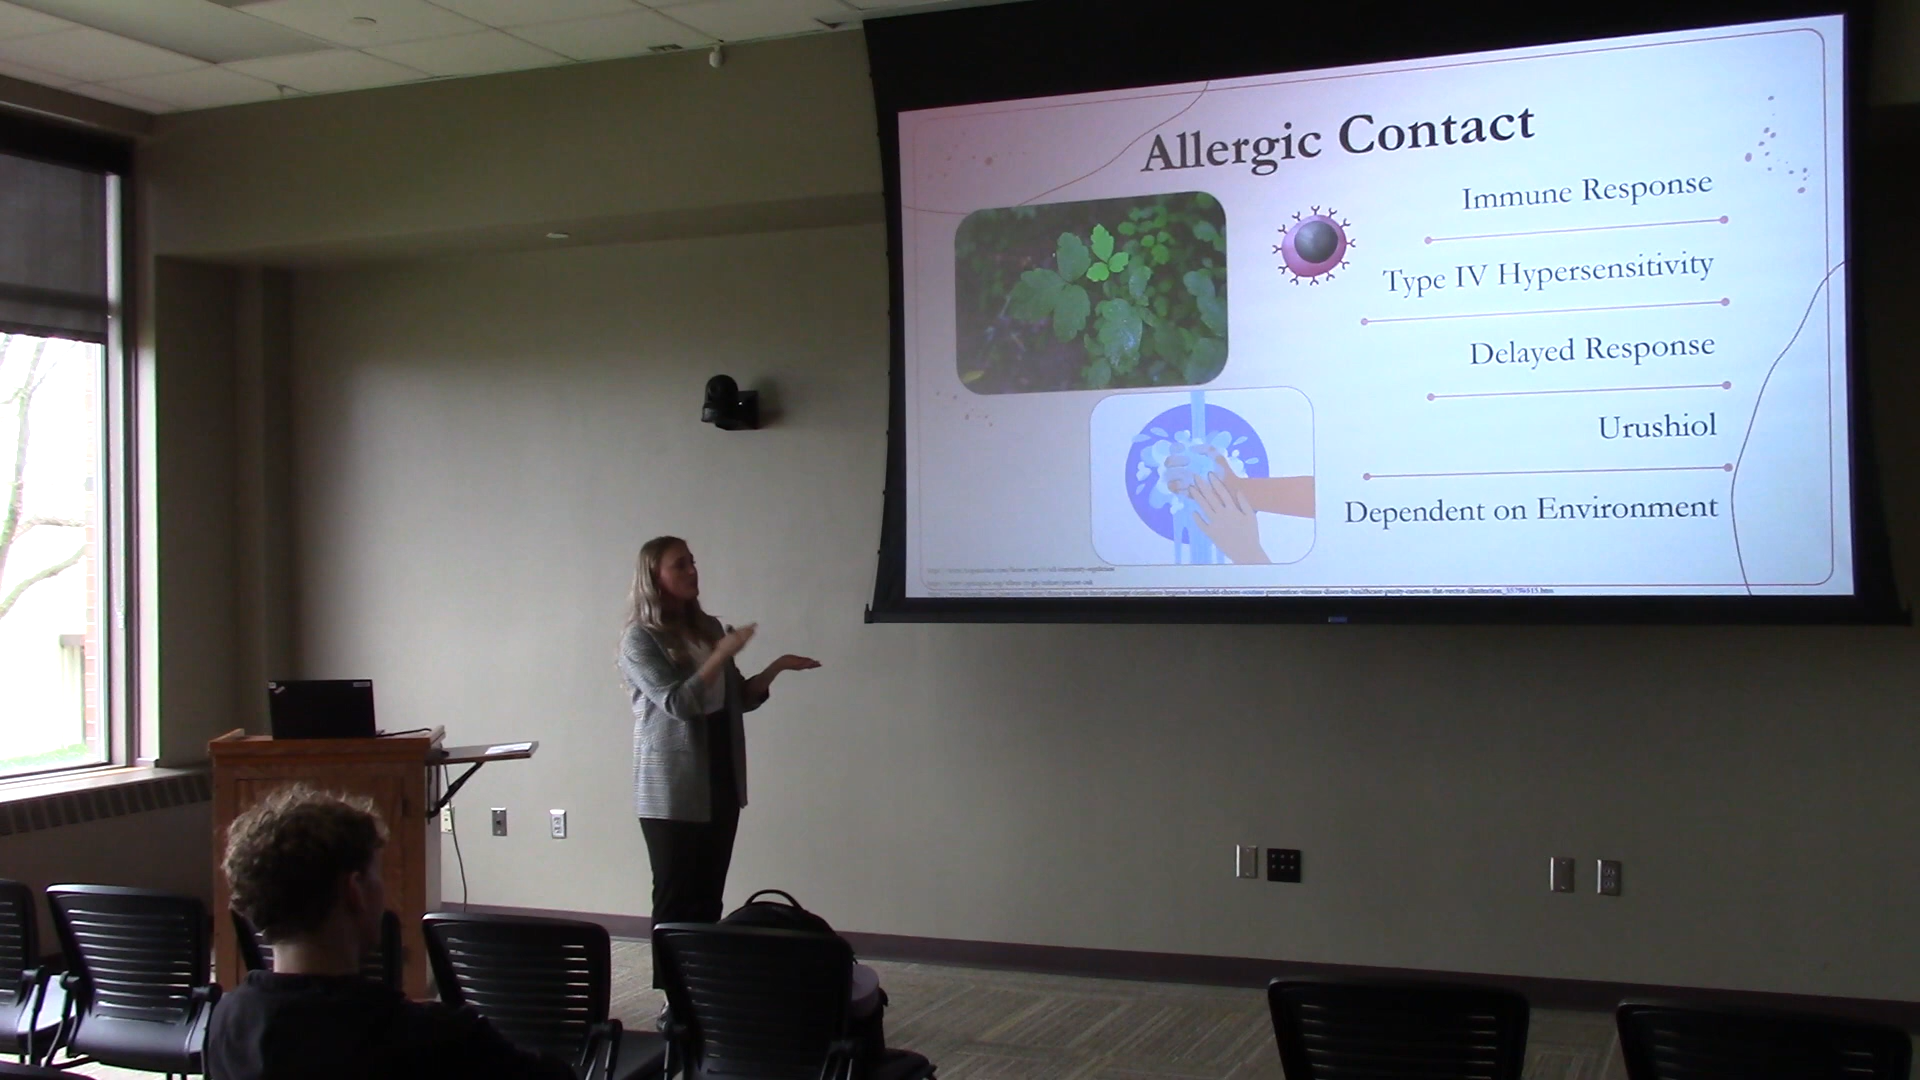 Allergic Contact
Immune Response
Type IV Hypersensitivity
Delayed Response
Urushiol
Dependent on Environment